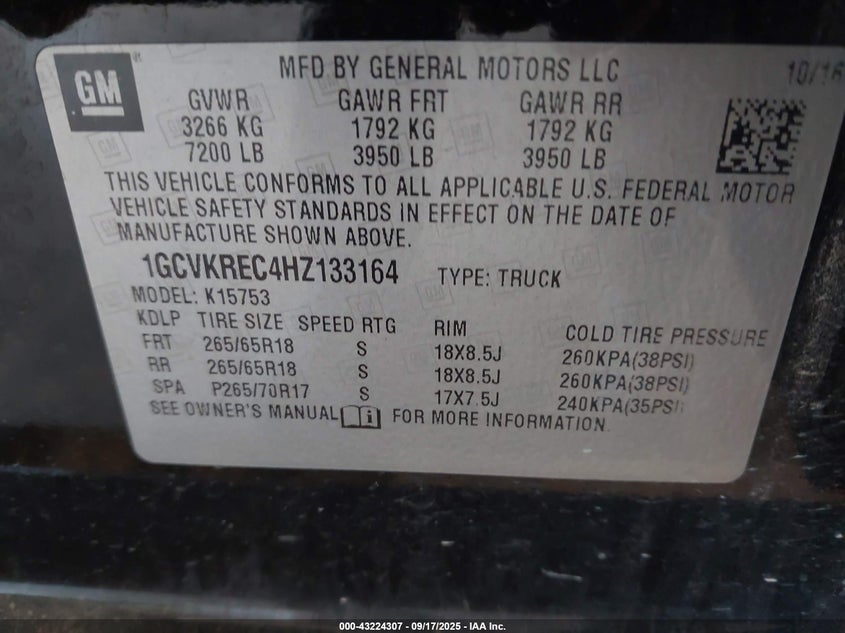 GM
MFD BY GENERAL MOTORS LLC 10/16
GVWR GAWR FRT GAWR RR
3266 KG 1792 KG 1792 KG
7200 LB 3950 LB 3950 LB
THIS VEHICLE CONFORMS TO ALL APPLICABLE U.S. FEDERAL MOTOR
VEHICLE SAFETY STANDARDS IN EFFECT ON THE DATE OF
MANUFACTURE SHOWN ABOVE.
1GCVKREC4HZ133164 TYPE: TRUCK
MODEL: K15753
KDLP TIRE SIZE SPEED RTG RIM COLD TIRE PRESSURE
FRT 265/65R18 S 18X8.5J 260KPA(38PSI)
RR 265/65R18 S 18X8.5J 260KPA(38PSI)
SPA P265/70R17 S 17X7.5J 240KPA(35PSI)
SEE OWNER'S MANUAL FOR MORE INFORMATION.
000-43224307 - 09/17/2025 - IAA Inc.